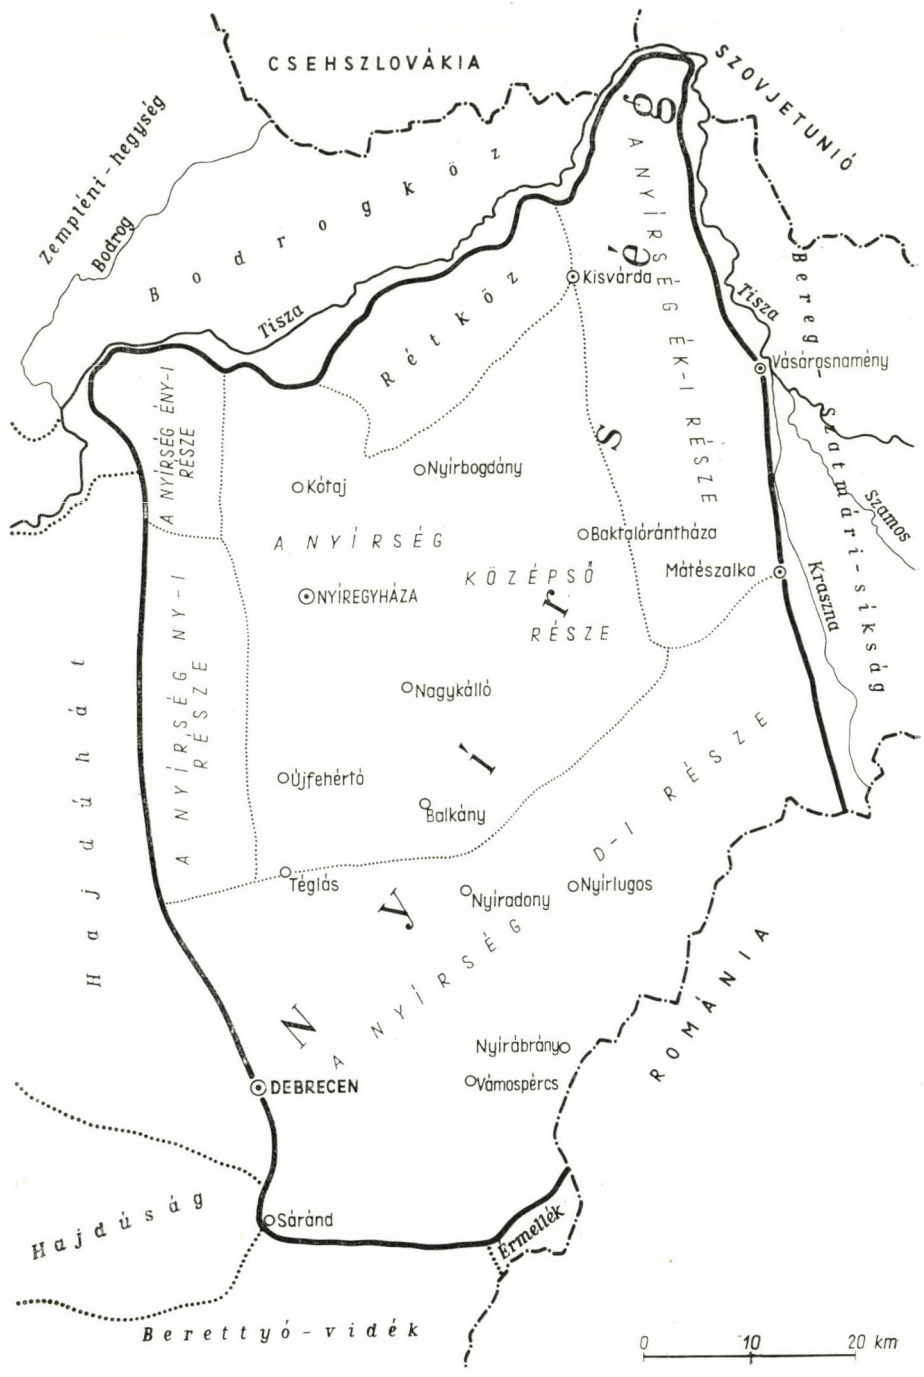 CSEHSZLOVÁKIA
SZOVJETUNIÓ
Zempléni-hegység
Bodrog
Bodrogköz
Tisza
Rétköz
Kisvárda
Tisza
Bereg-
Szatmári-síkság
Vásárosnamény
Szamos
Kraszna
A NYÍRSÉG ÉK-I RÉSZE
A NYÍRSÉG ÉNY-I
RÉSZE
Kótaj
Nyírbogdány
Baktalórántháza
Mátészalka
A NYÍRSÉG
KÖZÉPSŐ
RÉSZE
NYÍREGYHÁZA
A NYÍRSÉG NY-I
RÉSZE
Nagykálló
Újfehértó
Balkány
Téglás
Nyíradony
Nyírlugos
A NYÍRSÉG D-I RÉSZE
Nyírség
Hajdúhát
ROMÁNIA
Nyírábrány
Vámospércs
DEBRECEN
Hajdúság
Sáránd
Érmellék
Berettyó-vidék
0 10 20 km